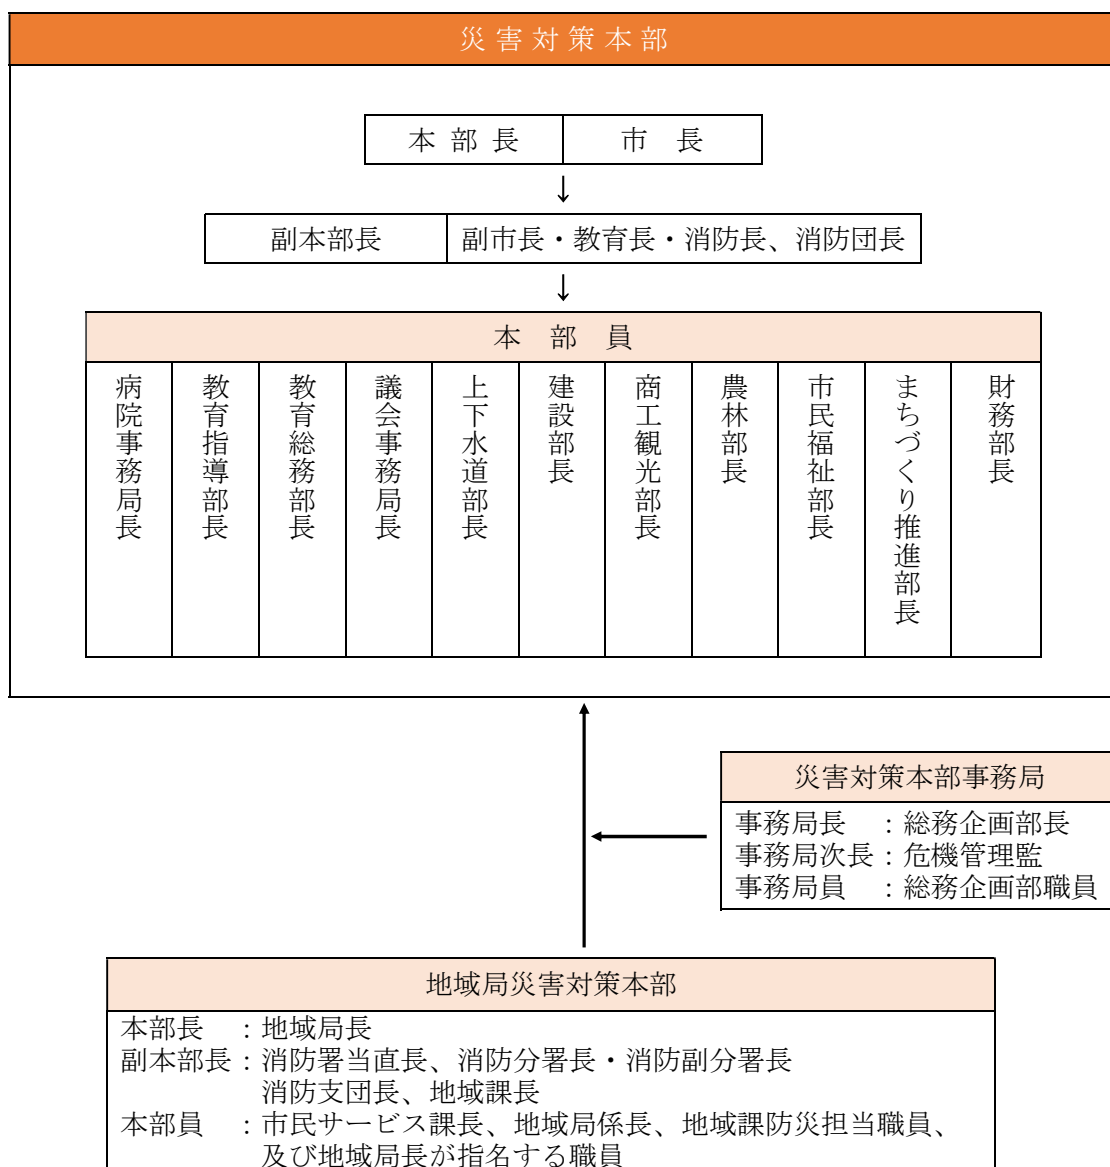 災害対策本部
本部長 市長
↓
副本部長 副市長・教育長・消防長、消防団長
↓
本部員
病院事務局長
教育指導部長
教育総務部長
議会事務局長
上下水道部長
建設部長
商工観光部長
農林部長
市民福祉部長
まちづくり推進部長
財務部長
災害対策本部事務局
事務局長　：総務企画部長
事務局次長：危機管理監
事務局員　：総務企画部職員
地域局災害対策本部
本部長　：地域局長
副本部長：消防署当直長、消防分署長・消防副分署長
消防支団長、地域課長
本部員　：市民サービス課長、地域局係長、地域課防災担当職員、
及び地域局長が指名する職員